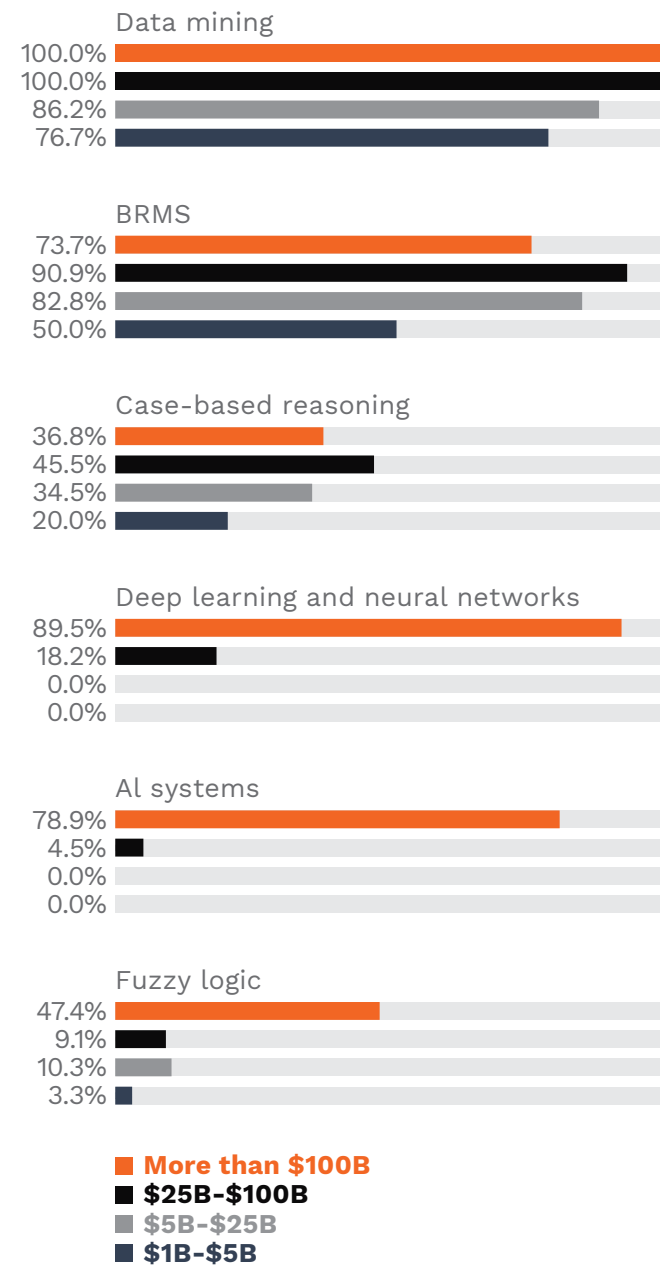 Data mining
100.0%
100.0%
86.2%
76.7%
BRMS
73.7%
90.9%
82.8%
50.0%
Case-based reasoning
36.8%
45.5%
34.5%
20.0%
Deep learning and neural networks
89.5%
18.2%
0.0%
0.0%
Al systems
78.9%
4.5%
0.0%
0.0%
Fuzzy logic
47.4%
9.1%
10.3%
3.3%
More than $100B
$25B-$100B
$5B-$25B
$1B-$5B